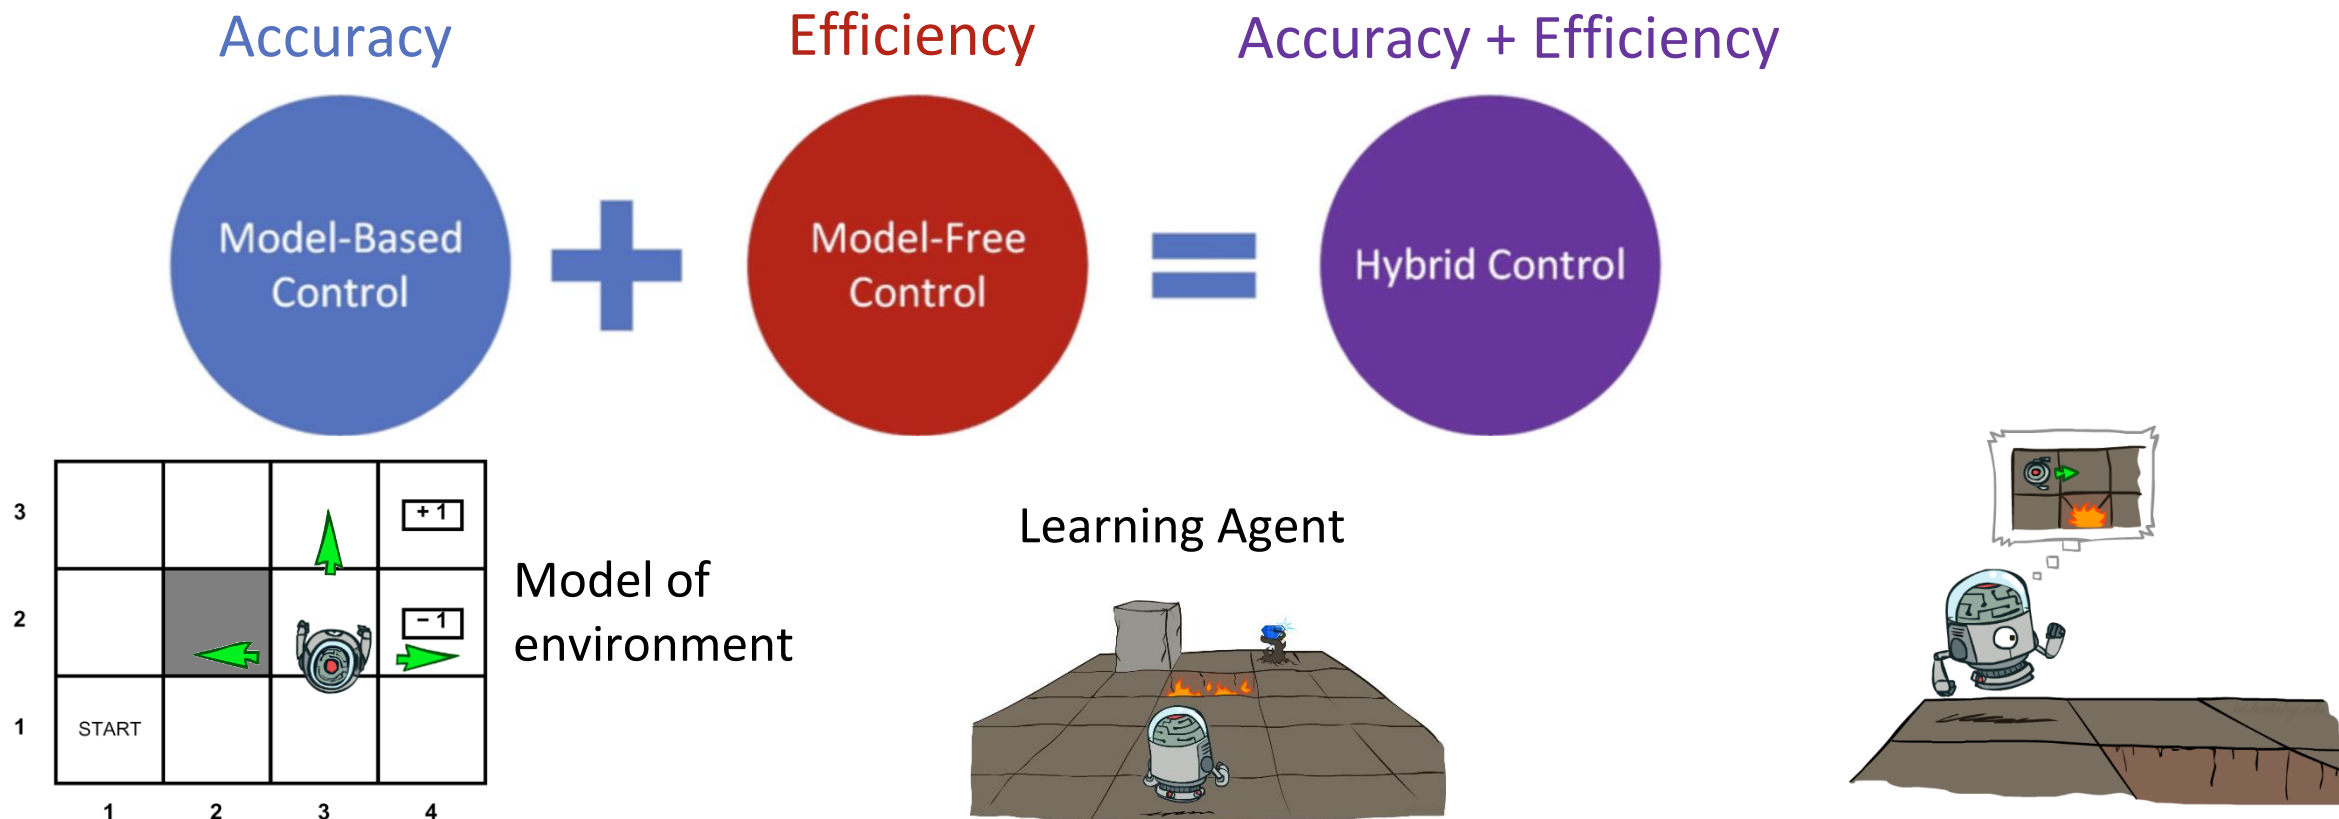 Accuracy
Efficiency
Accuracy + Efficiency
Model-Based
Control
Model-Free
Control
Hybrid Control
3
+ 1
2
- 1
1
START
1
2
3
4
Model of
environment
Learning Agent